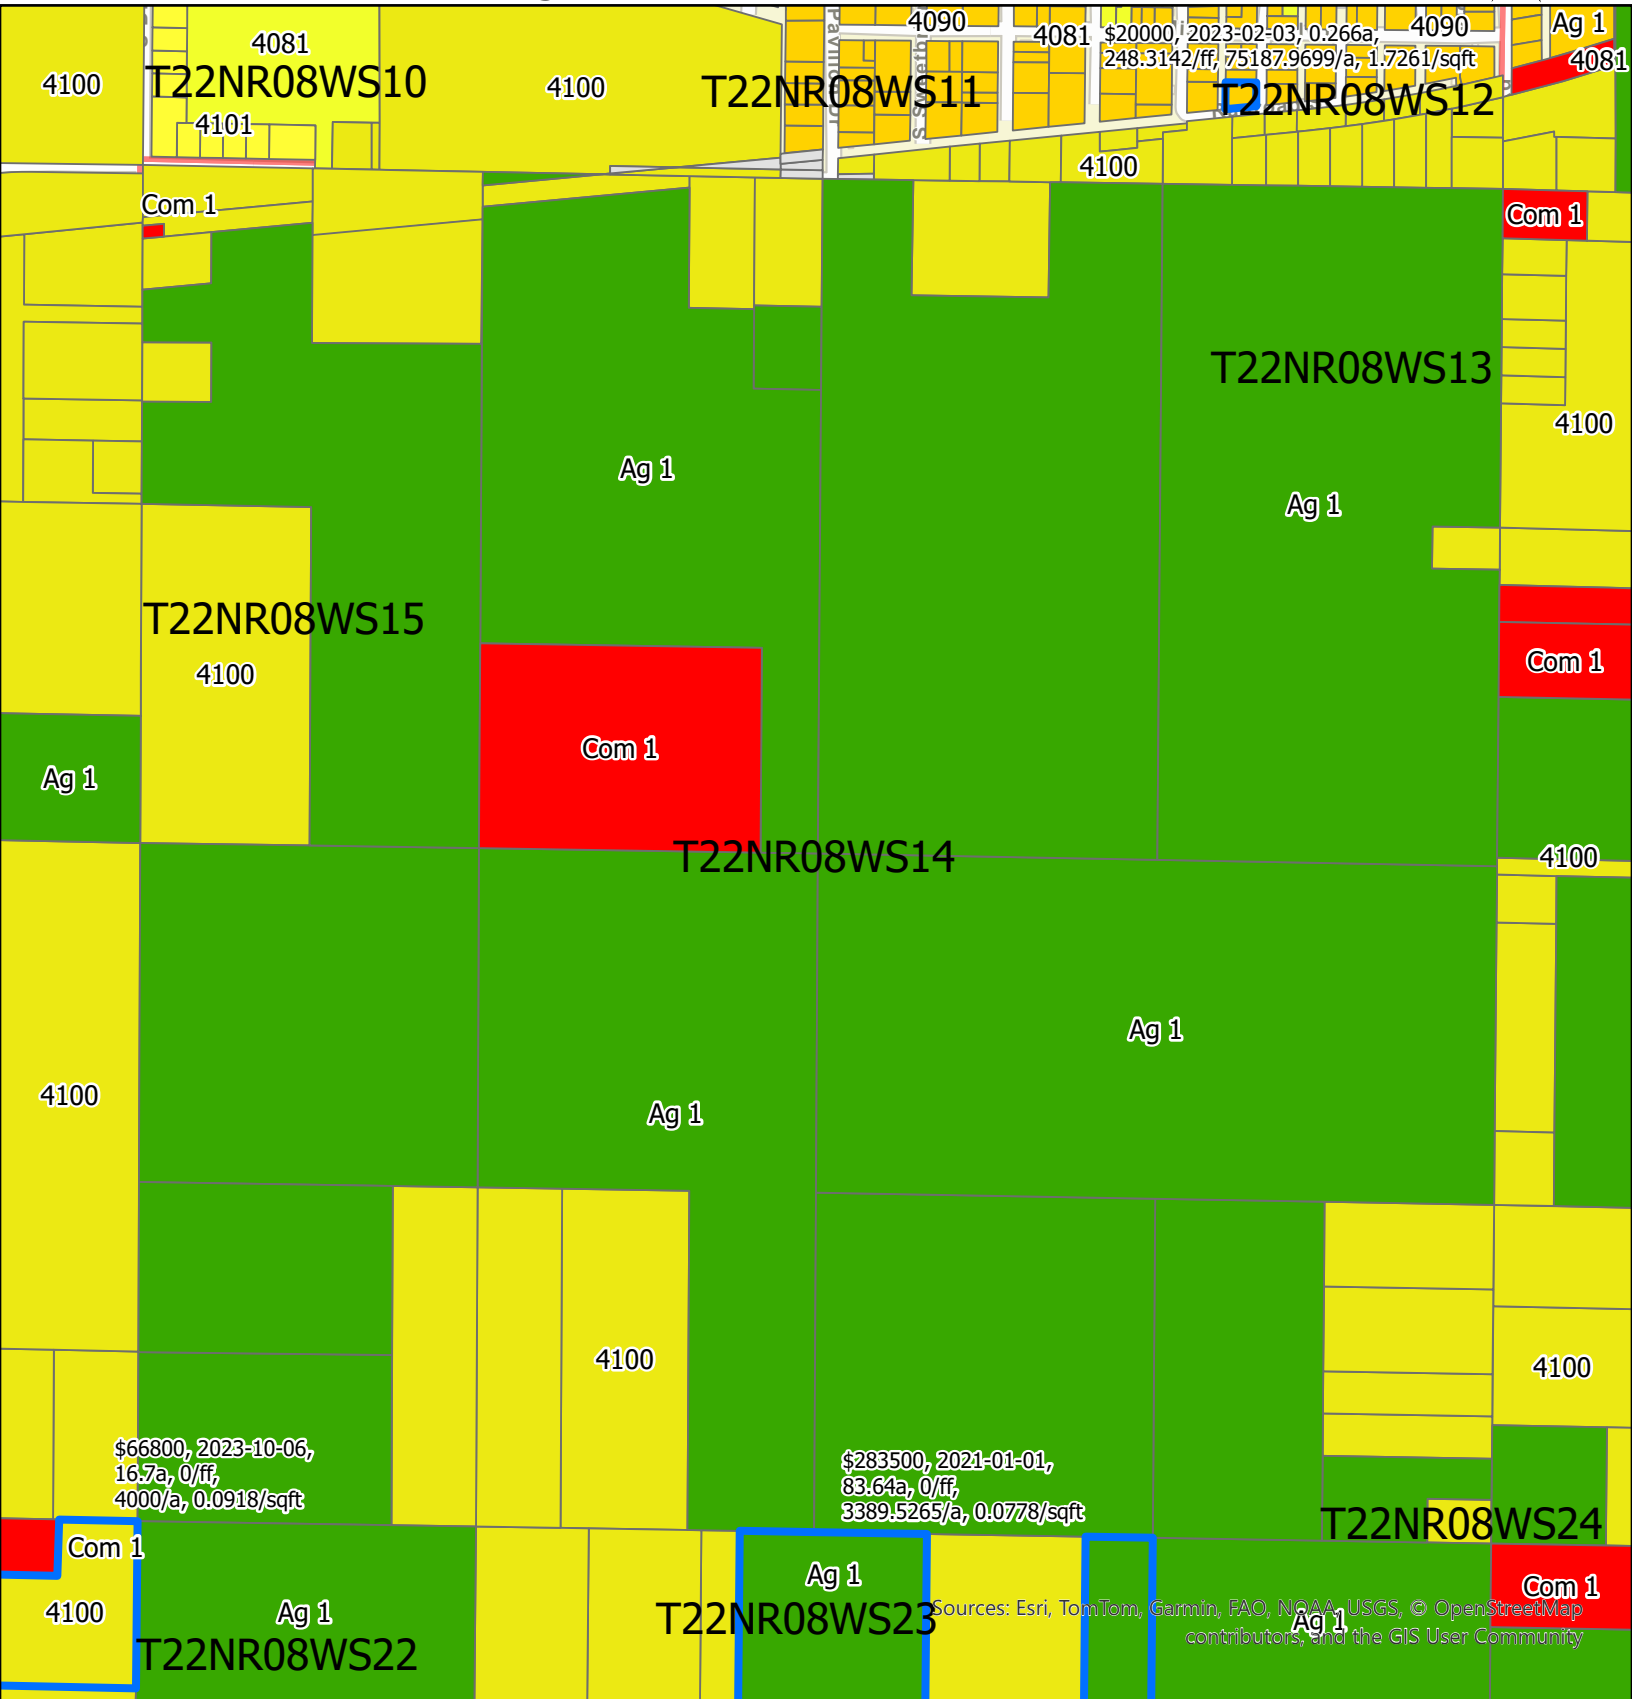 4090
4090
Ag 1
4081
4081
$20000, 2023-02-03, 0.266a,
248.3142/ff, 75187.9699/a, 1.7261/sqft
4081
4100
T22NR08WS10
4100
T22NR08WS11
T22NR08WS12
Pavilion
4101
4100
Com 1
Com 1
T22NR08WS13
4100
Ag 1
Ag 1
T22NR08WS15
4100
Com 1
Com 1
Ag 1
T22NR08WS14
4100
Ag 1
4100
Ag 1
4100
4100
$66800, 2023-10-06,
16.7a, 0/ff,
4000/a, 0.0918/sqft
$283500, 2021-01-01,
83.64a, 0/ff,
3389.5265/a, 0.0778/sqft
T22NR08WS24
Com 1
Ag 1
Com 1
4100
Ag 1
T22NR08WS23
Ag 1
T22NR08WS22
Sources: Esri, TomTom, Garmin, FAO, NOAA, USGS, © OpenStreetMap
contributors, and the GIS User Community